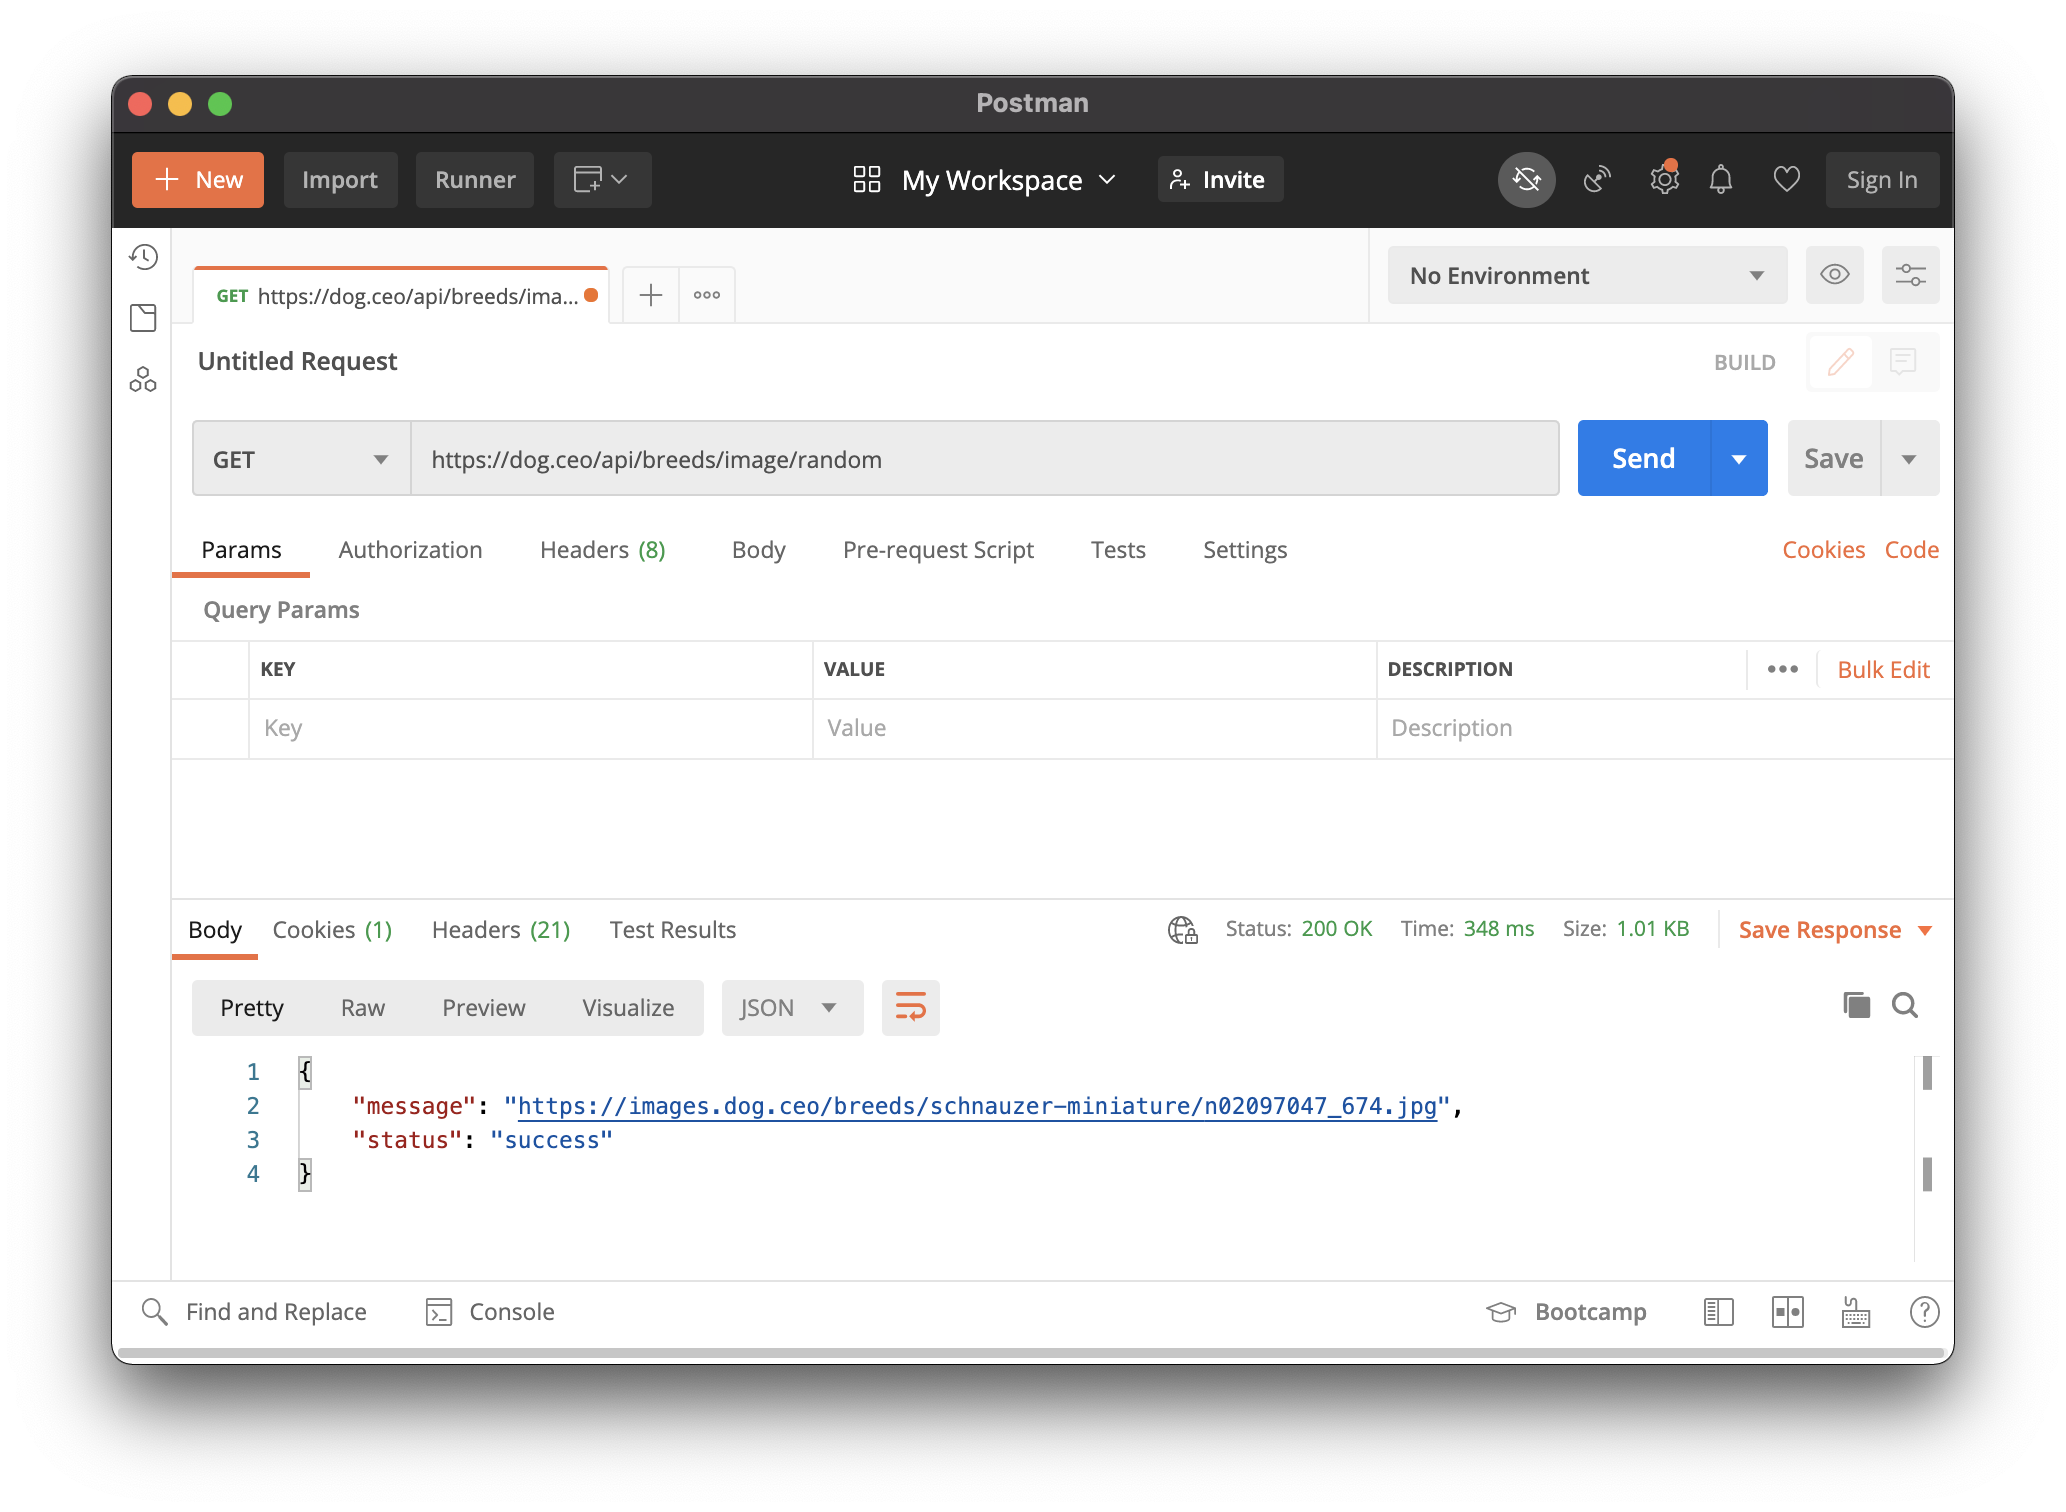 Postman
New Import Runner My Workspace Invite Sign In
GET https://dog.ceo/api/breeds/ima... No Environment
Untitled Request BUILD
GET https://dog.ceo/api/breeds/image/random Send Save
Params Authorization Headers (8) Body Pre-request Script Tests Settings Cookies Code
Query Params
KEY VALUE DESCRIPTION Bulk Edit
Key Value Description
Body Cookies (1) Headers (21) Test Results Status: 200 OK Time: 348 ms Size: 1.01 KB Save Response
Pretty Raw Preview Visualize JSON
1 {
2 "message": "https://images.dog.ceo/breeds/schnauzer-miniature/n02097047_674.jpg",
3 "status": "success"
4 }
Find and Replace Console Bootcamp